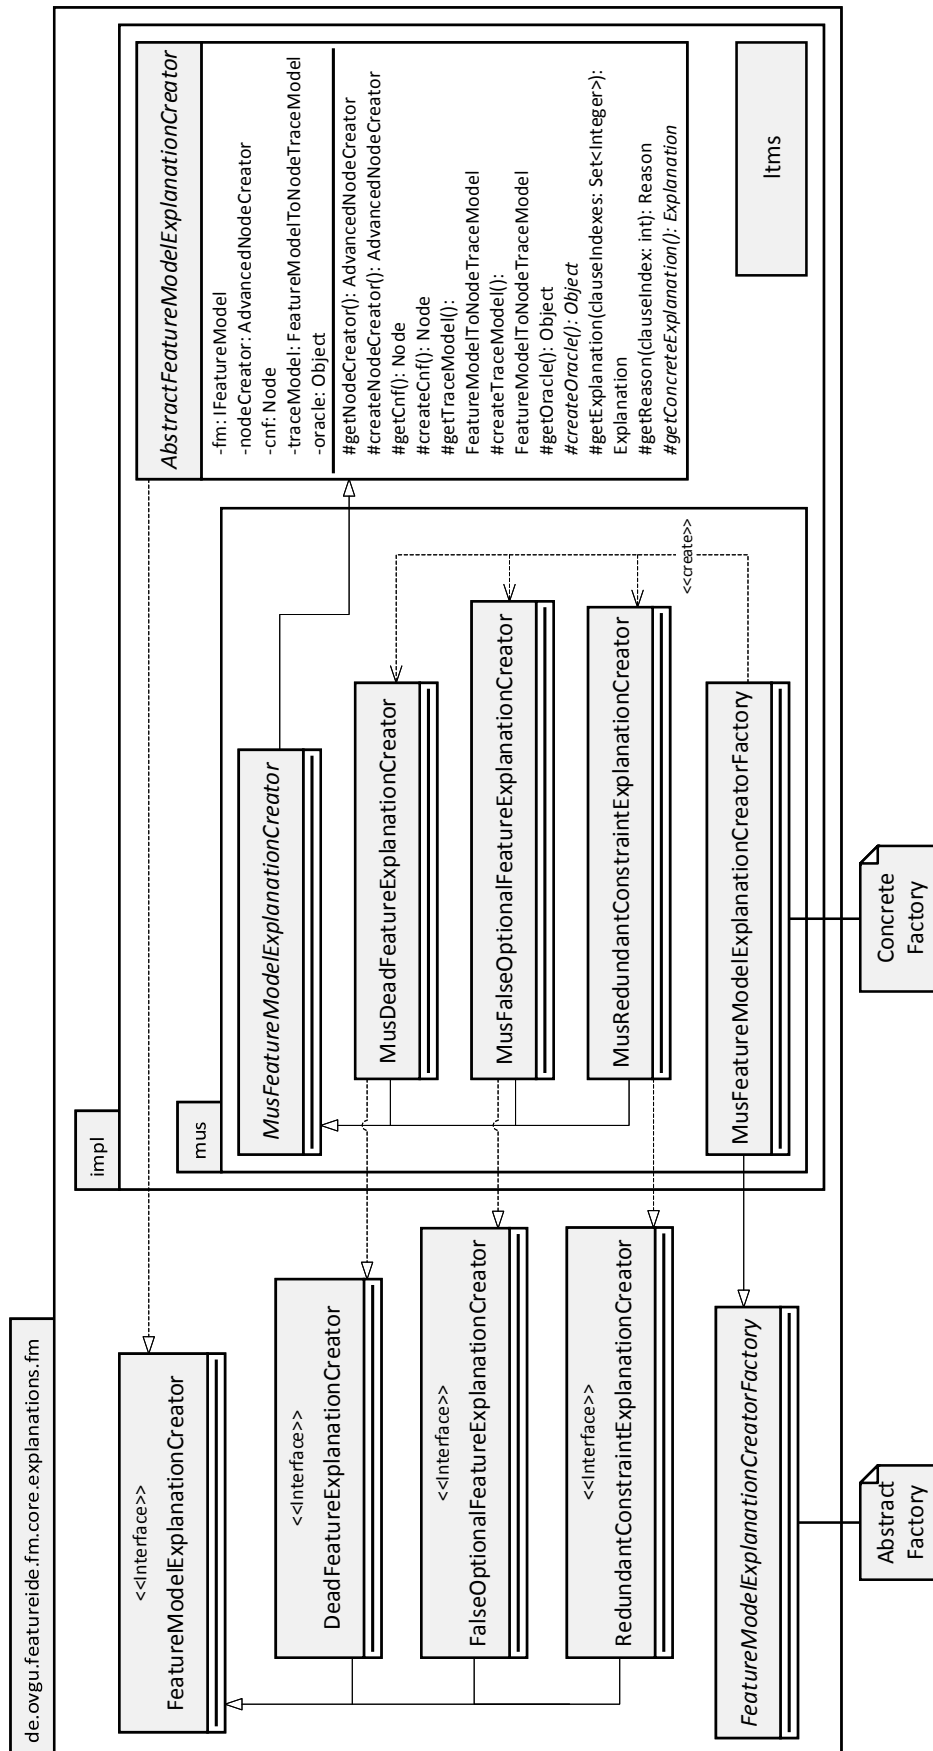 de.ovgu.featureide.fm.core.explanations.fm
<<Interface>>
FeatureModelExplanationCreator
<<Interface>>
DeadFeatureExplanationCreator
<<Interface>>
FalseOptionalFeatureExplanationCreator
<<Interface>>
RedundantConstraintExplanationCreator
FeatureModelExplanationCreatorFactory
Abstract
Factory
impl
mus
MusFeatureModelExplanationCreator
MusDeadFeatureExplanationCreator
MusFalseOptionalFeatureExplanationCreator
MusRedundantConstraintExplanationCreator
MusFeatureModelExplanationCreatorFactory
<<create>>
Concrete
Factory
AbstractFeatureModelExplanationCreator
-fm: IFeatureModel
-nodeCreator: AdvancedNodeCreator
-cnf: Node
-traceModel: FeatureModelToNodeTraceModel
-oracle: Object
#getNodeCreator(): AdvancedNodeCreator
#createNodeCreator(): AdvancedNodeCreator
#getCnf(): Node
#createCnf(): Node
#getTraceModel():
FeatureModelToNodeTraceModel
#createTraceModel():
FeatureModelToNodeTraceModel
#getOracle(): Object
#createOracle(): Object
#getExplanation(clauseIndexes: Set<Integer>):
Explanation
#getReason(clauseIndex: int): Reason
#getConcreteExplanation(): Explanation
ltms